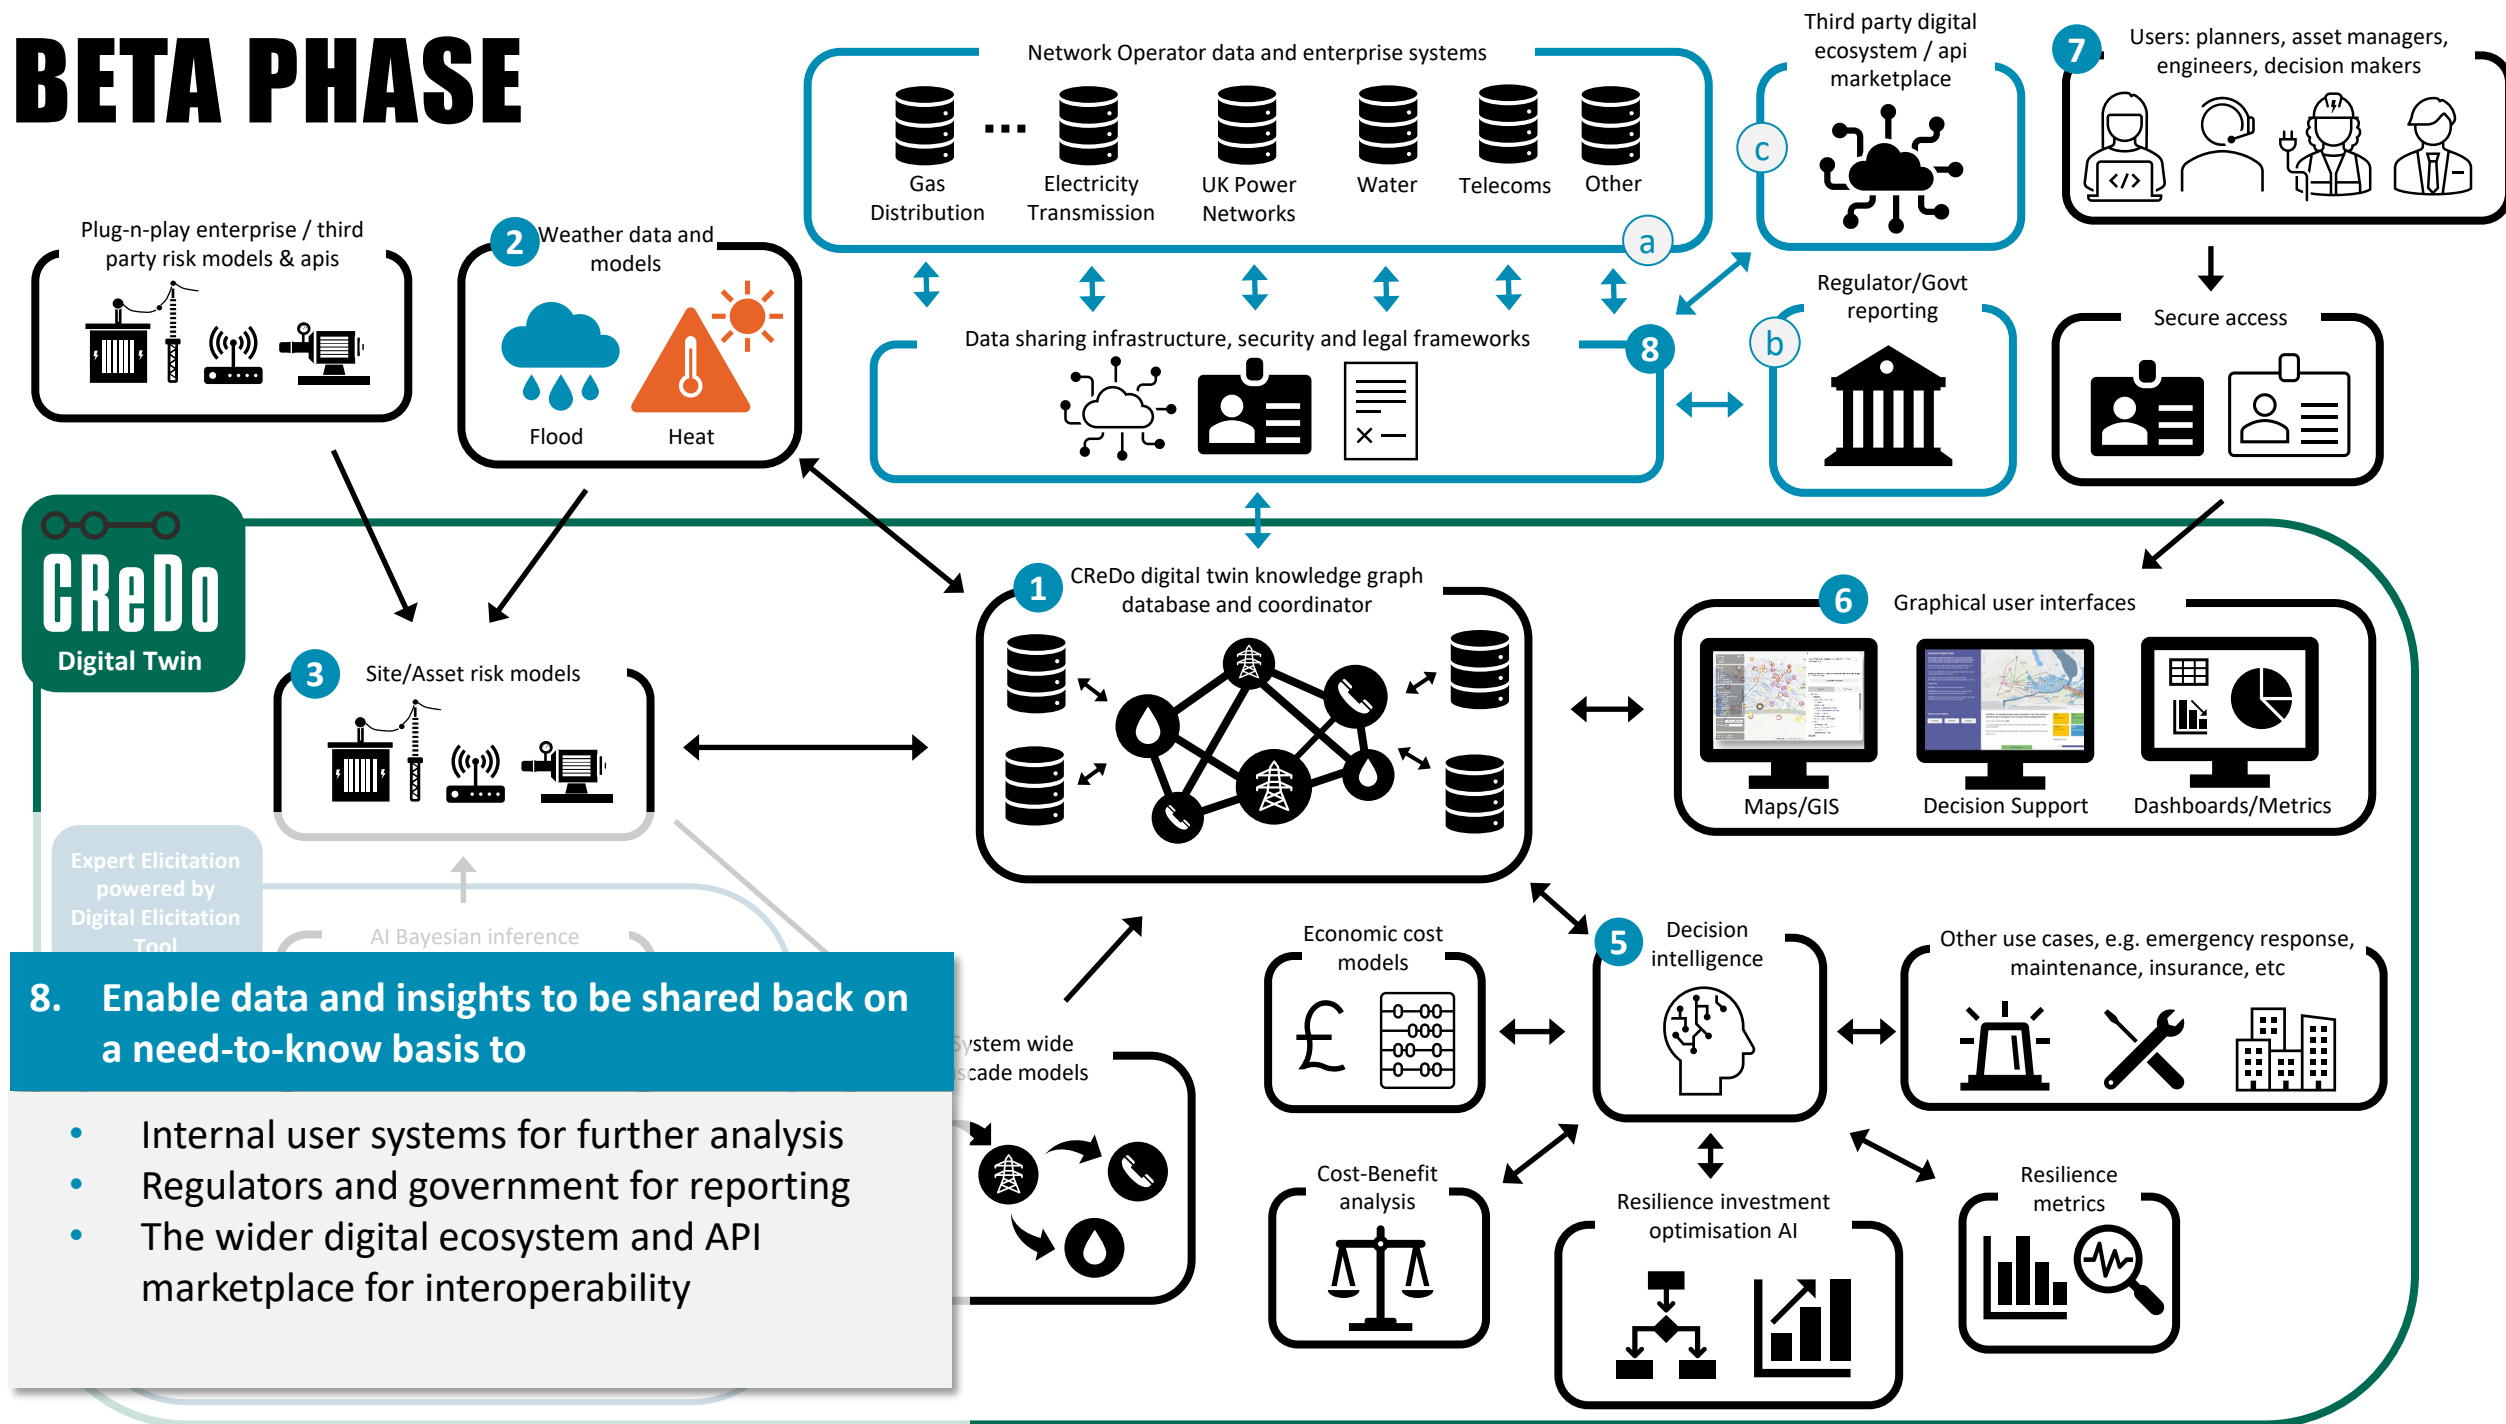 BETA PHASE
Network Operator data and enterprise systems
Gas
Distribution
Electricity
Transmission
UK Power
Networks
Water
Telecoms
Other
a
Third party digital
ecosystem / api
marketplace
c
7
Users: planners, asset managers,
engineers, decision makers
</>
Plug-n-play enterprise / third
party risk models & apis
2
Weather data and
models
Flood
Heat
Data sharing infrastructure, security and legal frameworks
8
Regulator/Govt
reporting
b
Secure access
CReDo
Digital Twin
1
CReDo digital twin knowledge graph
database and coordinator
6
Graphical user interfaces
Maps/GIS
Decision Support
Dashboards/Metrics
3
Site/Asset risk models
Expert Elicitation
powered by
Digital Elicitation
Tool
AI Bayesian inference
8. Enable data and insights to be shared back on
a need-to-know basis to
• Internal user systems for further analysis
• Regulators and government for reporting
• The wider digital ecosystem and API
marketplace for interoperability
System wide
cascade models
Economic cost
models
£
5
Decision
intelligence
Other use cases, e.g. emergency response,
maintenance, insurance, etc
Cost-Benefit
analysis
Resilience investment
optimisation AI
Resilience
metrics